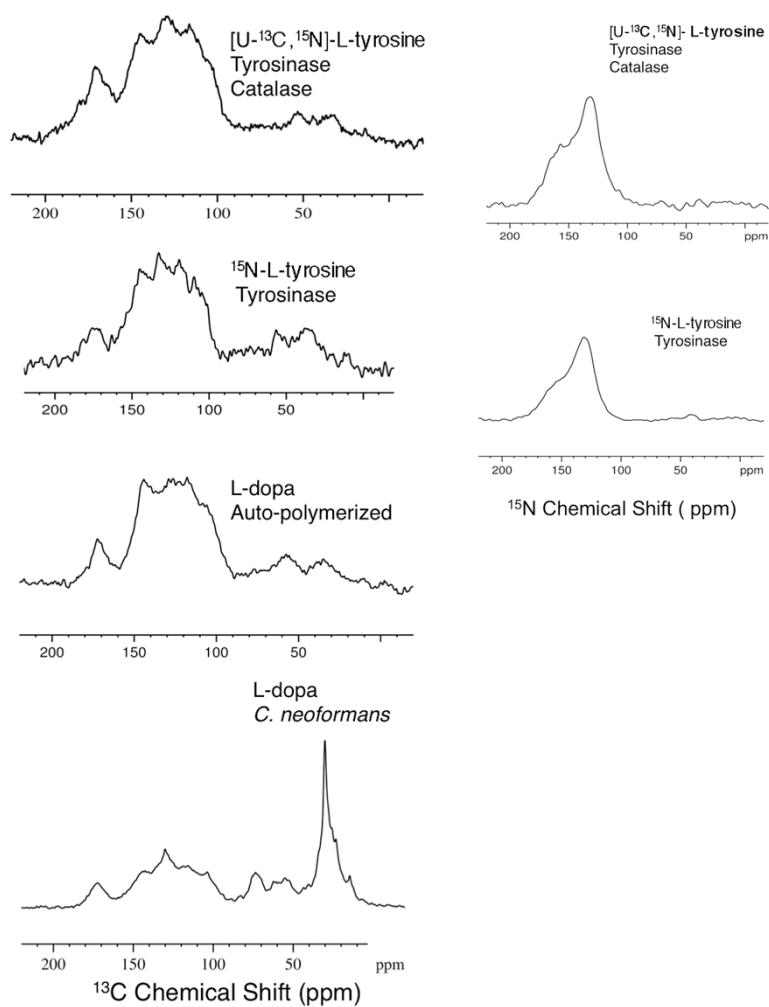 [U-¹³C,¹⁵N]-L-tyrosine
Tyrosinase
Catalase
200 150 100 50
¹⁵N-L-tyrosine
Tyrosinase
200 150 100 50
L-dopa
Auto-polymerized
200 150 100 50
L-dopa
C. neoformans
200 150 100 50 ppm
¹³C Chemical Shift (ppm)
[U-¹³C,¹⁵N]- L-tyrosine
Tyrosinase
Catalase
200 150 100 50 ppm
¹⁵N-L-tyrosine
Tyrosinase
200 150 100 50 ppm
¹⁵N Chemical Shift ( ppm)